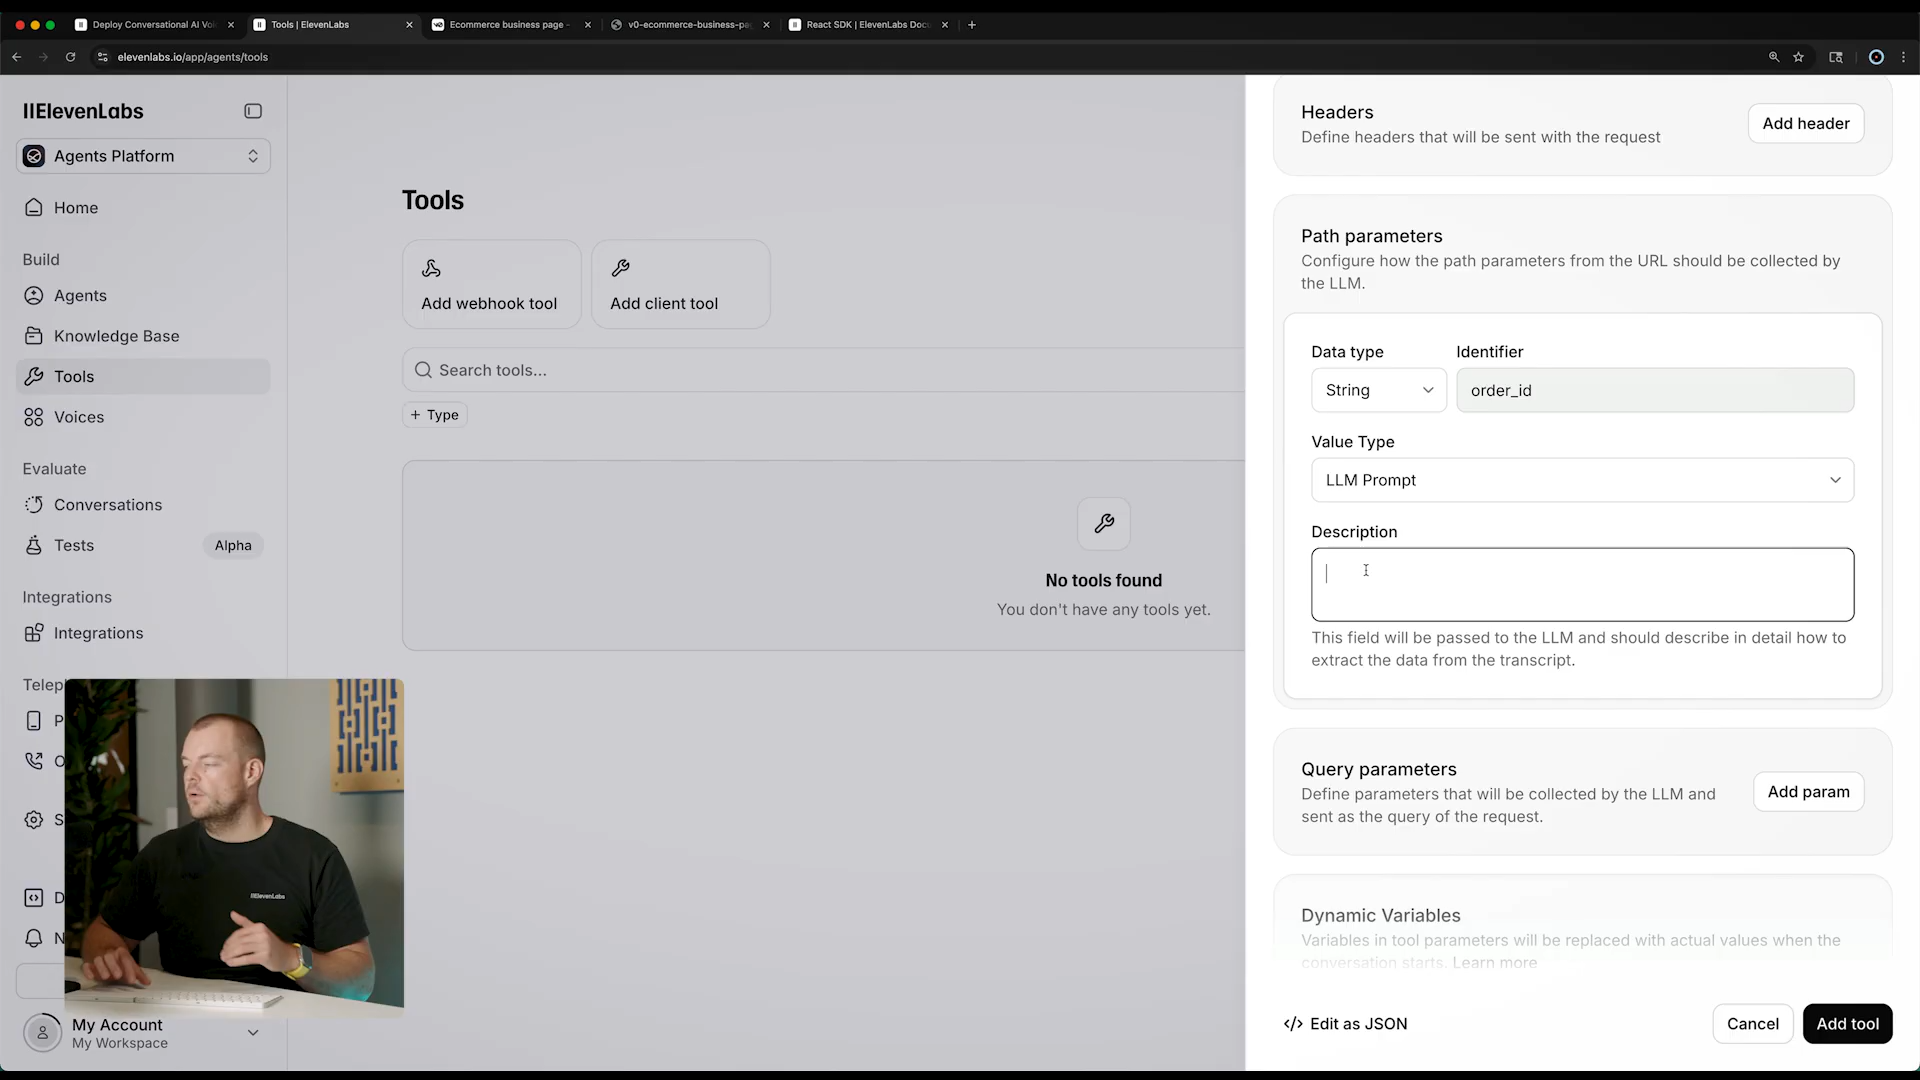 Deploy Conversational AI Voi
Tools | ElevenLabs
Ecommerce business page -
v0-ecommerce-business-pa
React SDK | ElevenLabs Docu
elevenlabs.io/app/agents/tools
IIElevenLabs
Agents Platform
Home
Build
Agents
Knowledge Base
Tools
Voices
Evaluate
Conversations
Tests
Alpha
Integrations
Integrations
Telep
P
O
S
D
N
My Account
My Workspace
Tools
Add webhook tool
Add client tool
Search tools...
+ Type
No tools found
You don't have any tools yet.
IIElevenLabs
Headers
Define headers that will be sent with the request
Add header
Path parameters
Configure how the path parameters from the URL should be collected by
the LLM.
Data type
Identifier
String
order_id
Value Type
LLM Prompt
Description
This field will be passed to the LLM and should describe in detail how to
extract the data from the transcript.
Query parameters
Define parameters that will be collected by the LLM and
sent as the query of the request.
Add param
Dynamic Variables
Variables in tool parameters will be replaced with actual values when the
conversation starts. Learn more
</> Edit as JSON
Cancel
Add tool